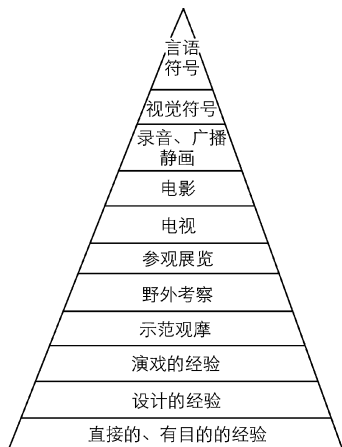 言语
符号
视觉符号
录音、广播
静画
电影
电视
参观展览
野外考察
示范观摩
演戏的经验
设计的经验
直接的、有目的的经验